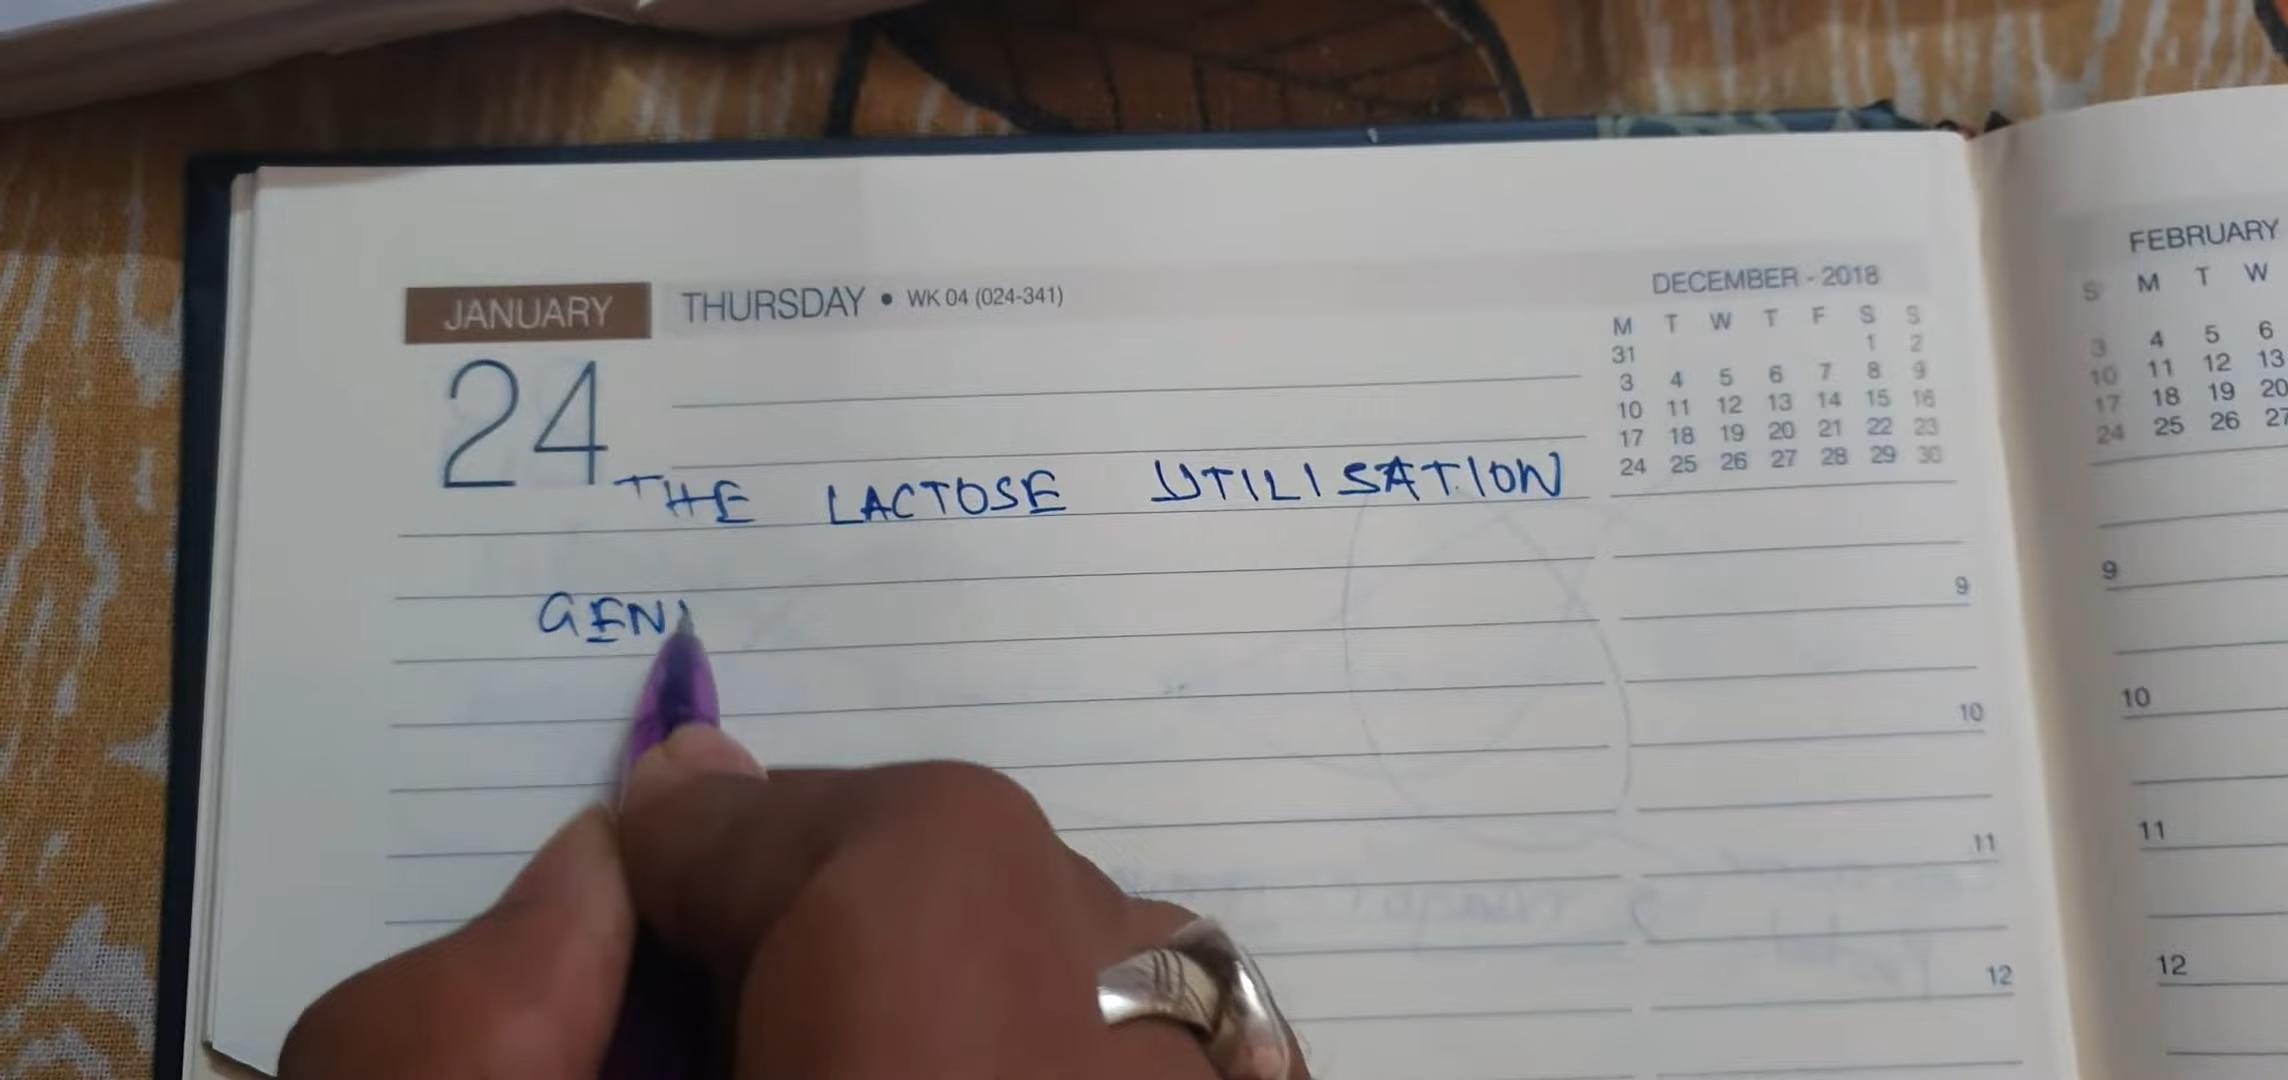 JANUARY THURSDAY • WK 04 (024-341)
24
DECEMBER - 2018
M T W T F S S
31 1 2
3 4 5 6 7 8 9
10 11 12 13 14 15 16
17 18 19 20 21 22 23
24 25 26 27 28 29 30
THE LACTOSE UTILISATION
GEN
9
10
11
12
FEBRUARY
S M T W
3 4 5 6
10 11 12 13
17 18 19 20
24 25 26 27
9
10
11
12